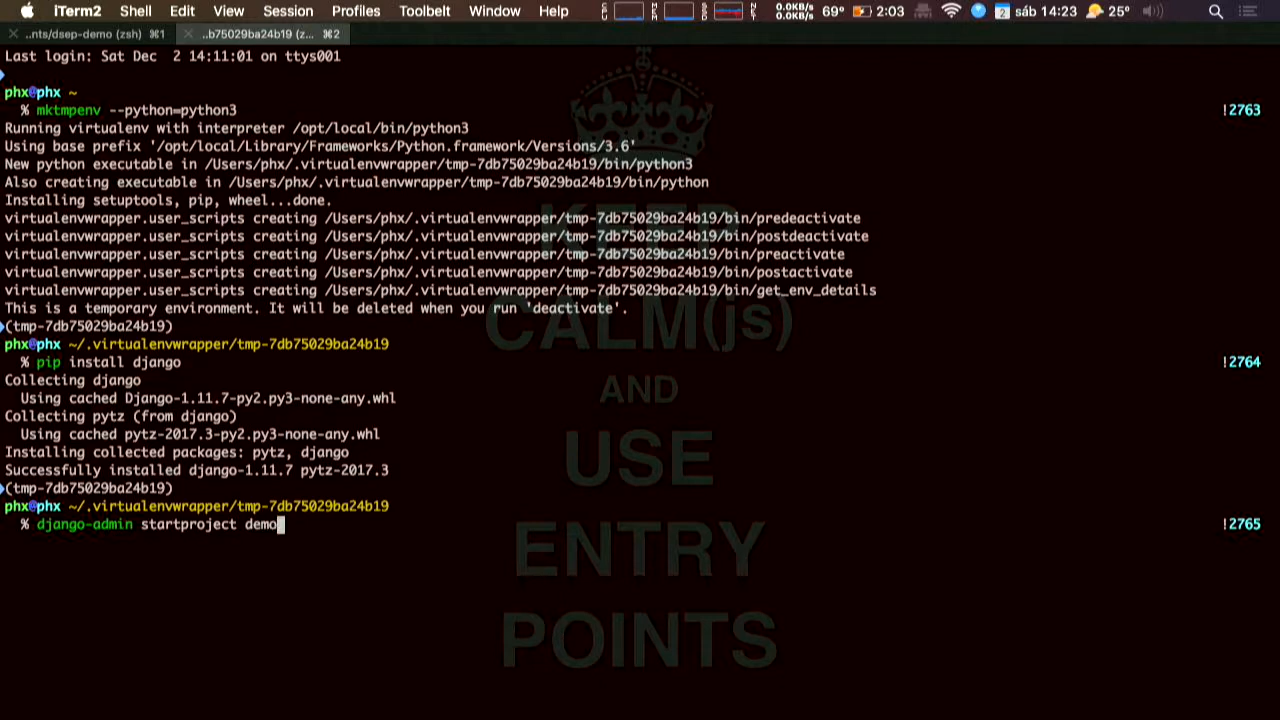 iTerm2 Shell Edit View Session Profiles Toolbelt Window Help 0.0KB/s 0.0KB/s 69° 2:03 2 sáb 14:23 25°
..nts/dsep-demo (zsh) ⌘1 ..b75029ba24b19 (z... ⌘2
Last login: Sat Dec  2 14:11:01 on ttys001
phx@phx ~
% mktmpenv --python=python3 !2763
Running virtualenv with interpreter /opt/local/bin/python3
Using base prefix '/opt/local/Library/Frameworks/Python.framework/Versions/3.6'
New python executable in /Users/phx/.virtualenvwrapper/tmp-7db75029ba24b19/bin/python3
Also creating executable in /Users/phx/.virtualenvwrapper/tmp-7db75029ba24b19/bin/python
Installing setuptools, pip, wheel...done.
virtualenvwrapper.user_scripts creating /Users/phx/.virtualenvwrapper/tmp-7db75029ba24b19/bin/predeactivate
virtualenvwrapper.user_scripts creating /Users/phx/.virtualenvwrapper/tmp-7db75029ba24b19/bin/postdeactivate
virtualenvwrapper.user_scripts creating /Users/phx/.virtualenvwrapper/tmp-7db75029ba24b19/bin/preactivate
virtualenvwrapper.user_scripts creating /Users/phx/.virtualenvwrapper/tmp-7db75029ba24b19/bin/postactivate
virtualenvwrapper.user_scripts creating /Users/phx/.virtualenvwrapper/tmp-7db75029ba24b19/bin/get_env_details
This is a temporary environment. It will be deleted when you run 'deactivate'.
(tmp-7db75029ba24b19)
phx@phx ~/.virtualenvwrapper/tmp-7db75029ba24b19
% pip install django !2764
Collecting django
Using cached Django-1.11.7-py2.py3-none-any.whl
Collecting pytz (from django)
Using cached pytz-2017.3-py2.py3-none-any.whl
Installing collected packages: pytz, django
Successfully installed django-1.11.7 pytz-2017.3
(tmp-7db75029ba24b19)
phx@phx ~/.virtualenvwrapper/tmp-7db75029ba24b19
% django-admin startproject demo !2765
KEEP
CALM(js)
AND
USE
ENTRY
POINTS